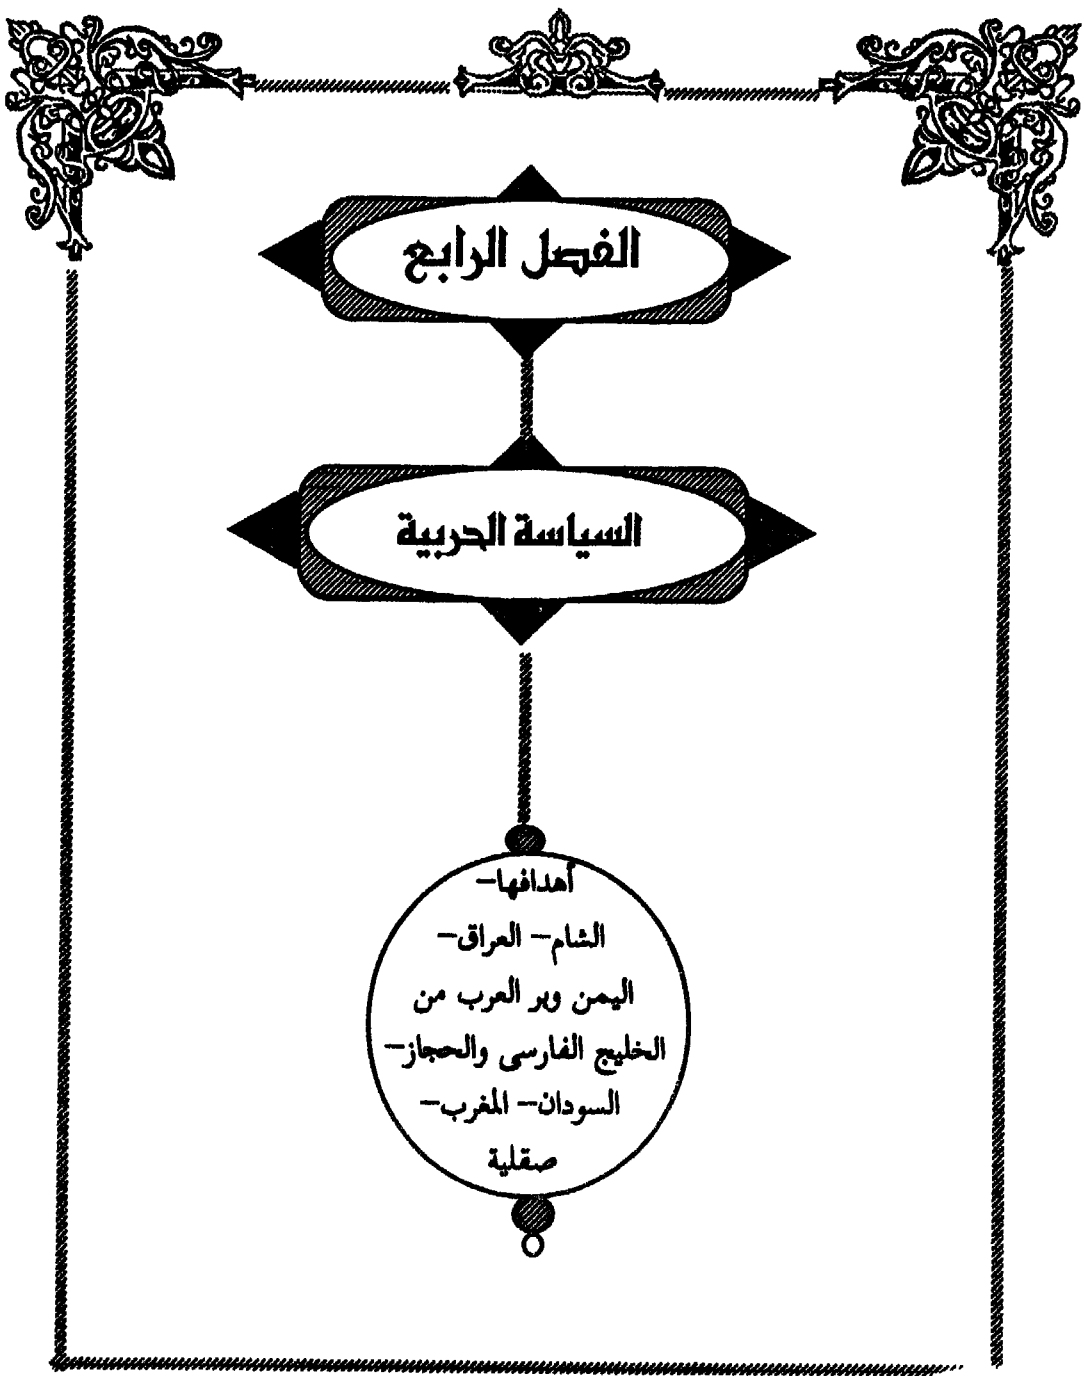 الفصل الرابع
السياسة الحربية
أهدافها–
الشام– العراق–
اليمن وبر العرب من
الخليج الفارسى والحجاز–
السودان– المغرب–
صقلية